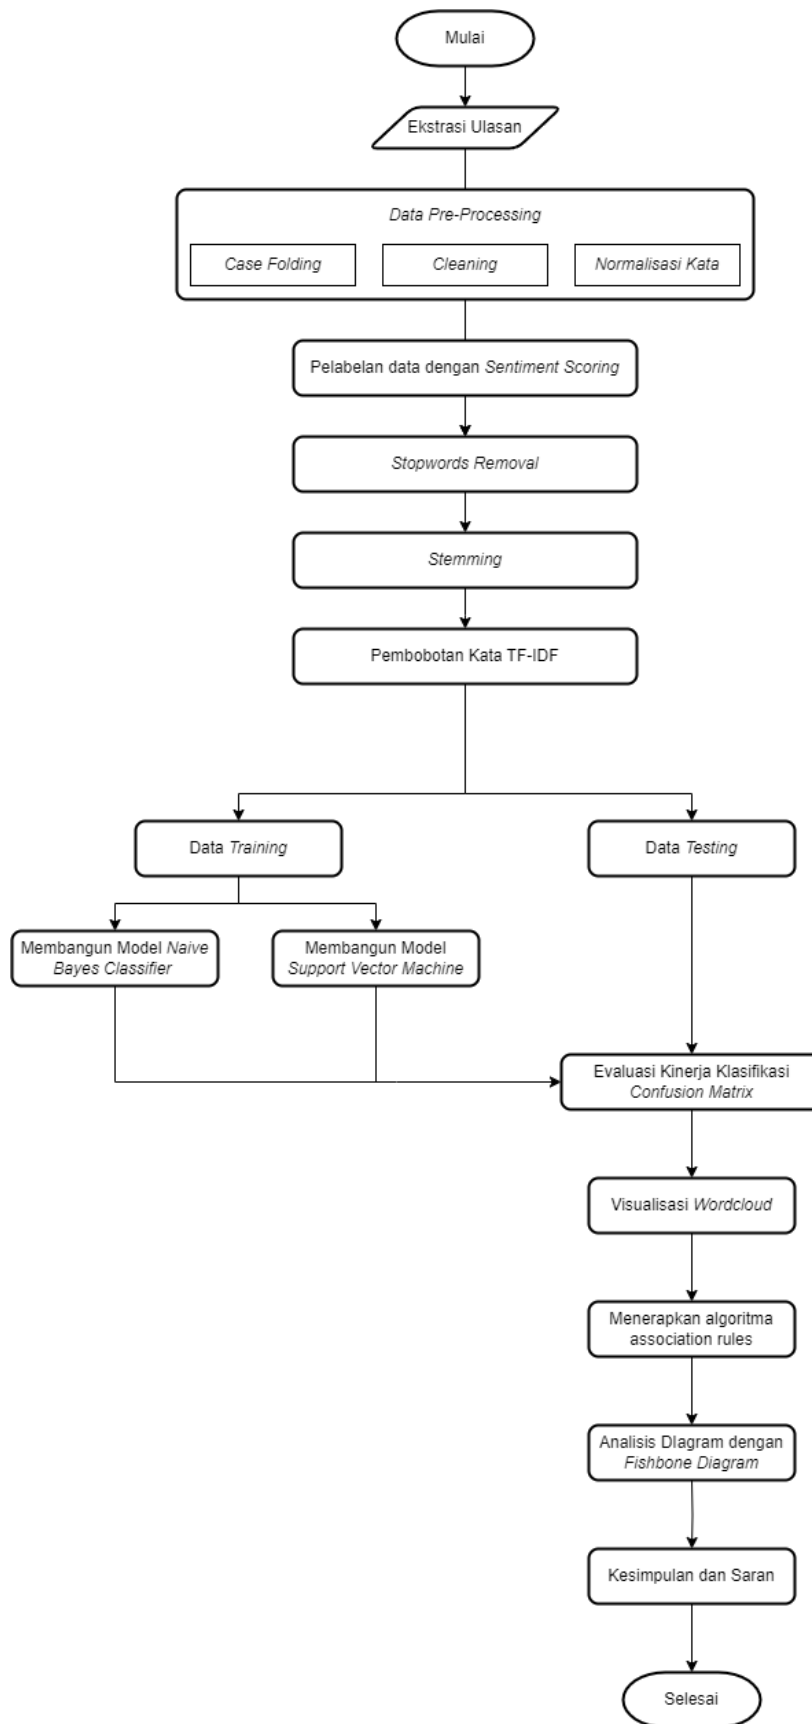 Mulai
Ekstrasi Ulasan
Data Pre-Processing
Case Folding
Cleaning
Normalisasi Kata
Pelabelan data dengan Sentiment Scoring
Stopwords Removal
Stemming
Pembobotan Kata TF-IDF
Data Training
Data Testing
Membangun Model Naive
Bayes Classifier
Membangun Model
Support Vector Machine
Evaluasi Kinerja Klasifikasi
Confusion Matrix
Visualisasi Wordcloud
Menerapkan algoritma
association rules
Analisis DIagram dengan
Fishbone Diagram
Kesimpulan dan Saran
Selesai